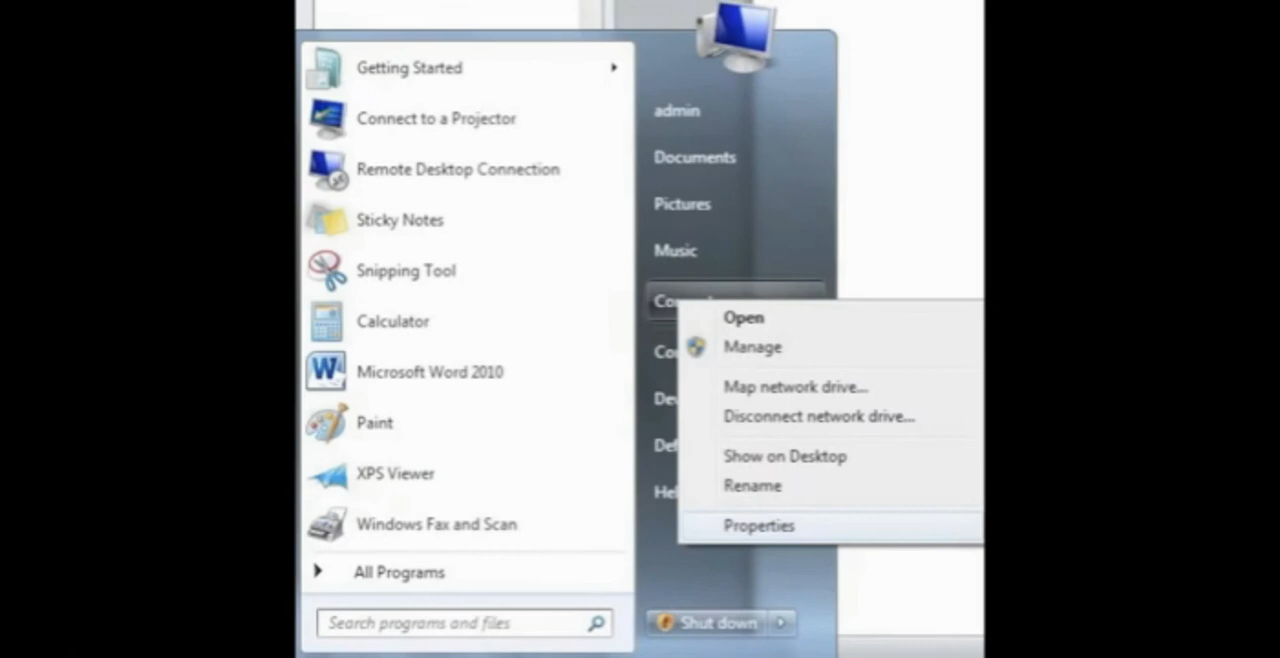 Getting Started
Connect to a Projector
Remote Desktop Connection
Sticky Notes
Snipping Tool
Calculator
Microsoft Word 2010
Paint
XPS Viewer
Windows Fax and Scan
All Programs
Search programs and files
admin
Documents
Pictures
Music
Open
Manage
Map network drive...
Disconnect network drive...
Show on Desktop
Rename
Properties
Shut down